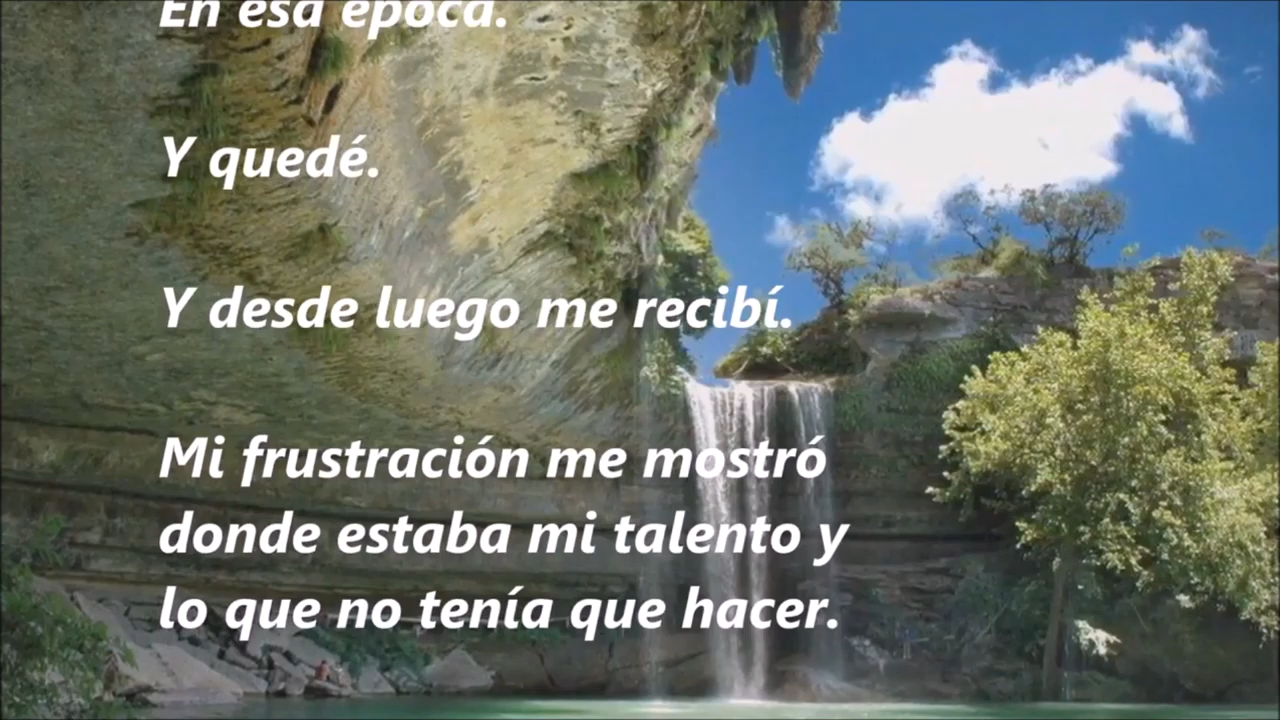 En esa época.
Y quedé.
Y desde luego me recibí.
Mi frustración me mostró
donde estaba mi talento y
lo que no tenía que hacer.